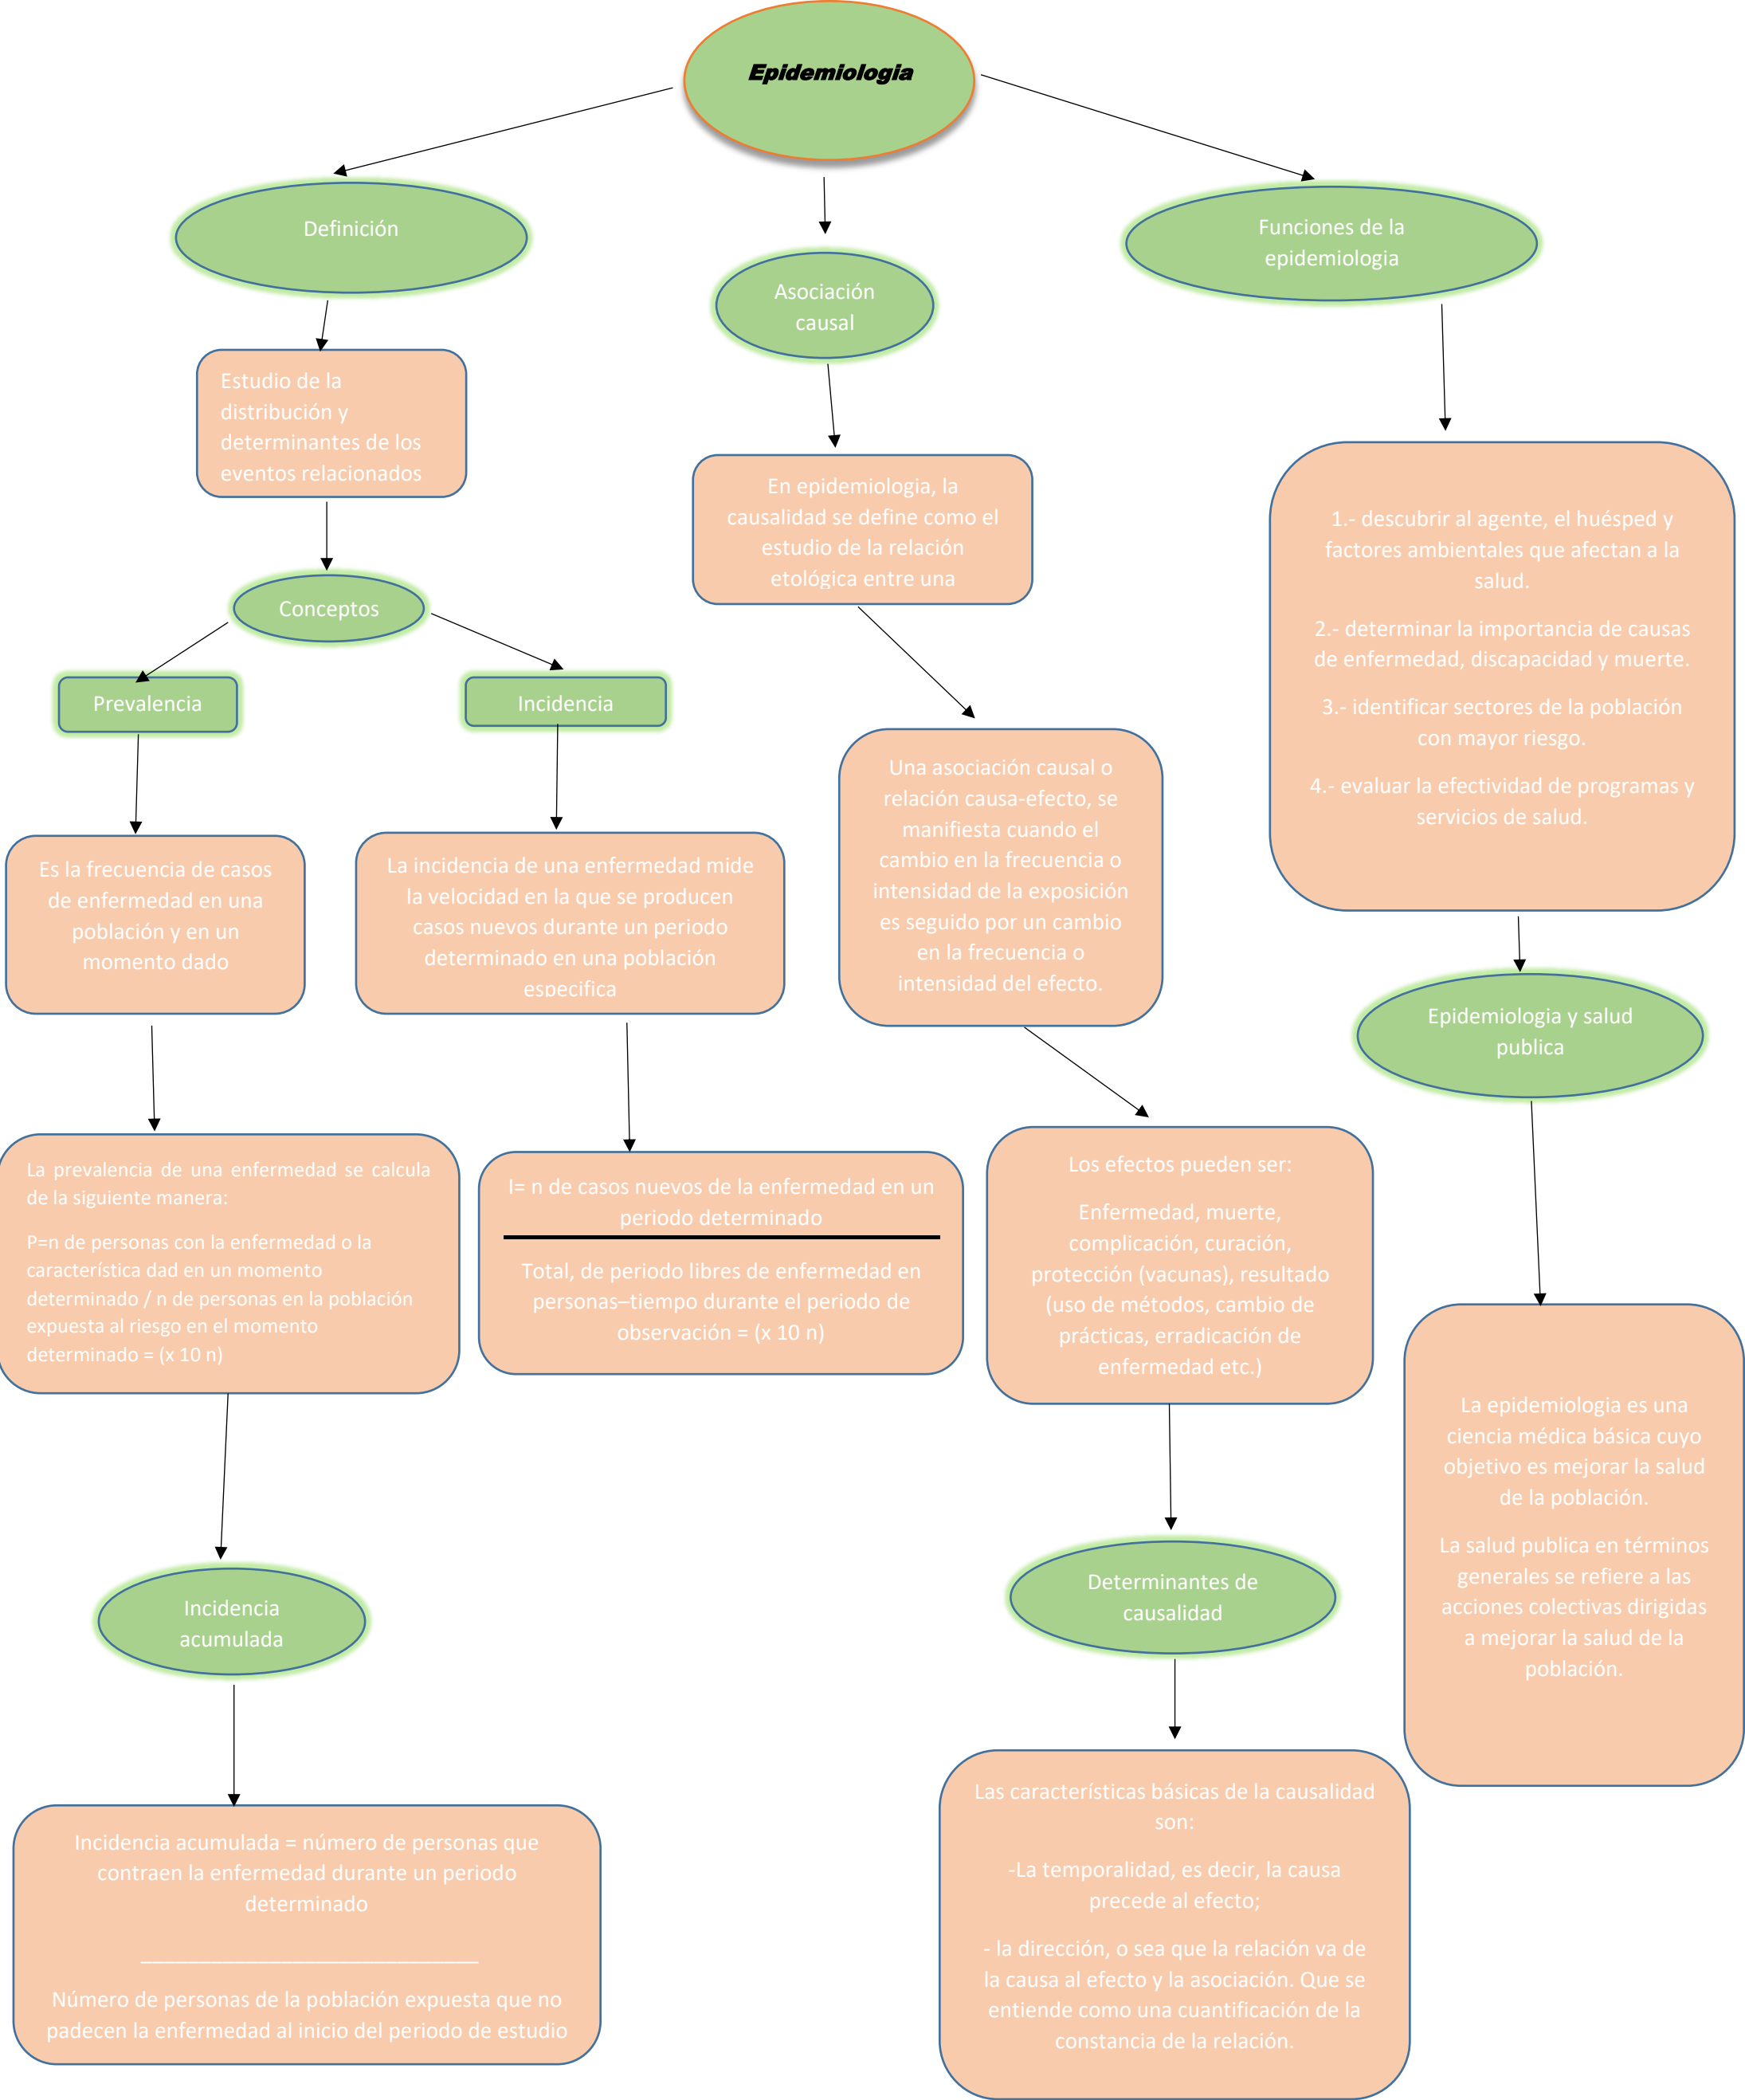 Epidemiologia
Definición
Estudio de la
distribución y
determinantes de los
eventos relacionados
Conceptos
Prevalencia
Es la frecuencia de casos
de enfermedad en una
población y en un
momento dado
La prevalencia de una enfermedad se calcula
de la siguiente manera:
P=n de personas con la enfermedad o la
característica dad en un momento
determinado / n de personas en la población
expuesta al riesgo en el momento
determinado = (x 10 n)
Incidencia
acumulada
Incidencia acumulada = número de personas que
contraen la enfermedad durante un periodo
determinado
Número de personas de la población expuesta que no
padecen la enfermedad al inicio del periodo de estudio
Incidencia
La incidencia de una enfermedad mide
la velocidad en la que se producen
casos nuevos durante un periodo
determinado en una población
especifica
I= n de casos nuevos de la enfermedad en un
periodo determinado
Total, de periodo libres de enfermedad en
personas–tiempo durante el periodo de
observación = (x 10 n)
Asociación
causal
En epidemiologia, la
causalidad se define como el
estudio de la relación
etológica entre una
Una asociación causal o
relación causa-efecto, se
manifiesta cuando el
cambio en la frecuencia o
intensidad de la exposición
es seguido por un cambio
en la frecuencia o
intensidad del efecto.
Los efectos pueden ser:
Enfermedad, muerte,
complicación, curación,
protección (vacunas), resultado
(uso de métodos, cambio de
prácticas, erradicación de
enfermedad etc.)
Determinantes de
causalidad
Las características básicas de la causalidad
son:
-La temporalidad, es decir, la causa
precede al efecto;
- la dirección, o sea que la relación va de
la causa al efecto y la asociación. Que se
entiende como una cuantificación de la
constancia de la relación.
Funciones de la
epidemiologia
1.- descubrir al agente, el huésped y
factores ambientales que afectan a la
salud.
2.- determinar la importancia de causas
de enfermedad, discapacidad y muerte.
3.- identificar sectores de la población
con mayor riesgo.
4.- evaluar la efectividad de programas y
servicios de salud.
Epidemiologia y salud
publica
La epidemiologia es una
ciencia médica básica cuyo
objetivo es mejorar la salud
de la población.
La salud publica en términos
generales se refiere a las
acciones colectivas dirigidas
a mejorar la salud de la
población.